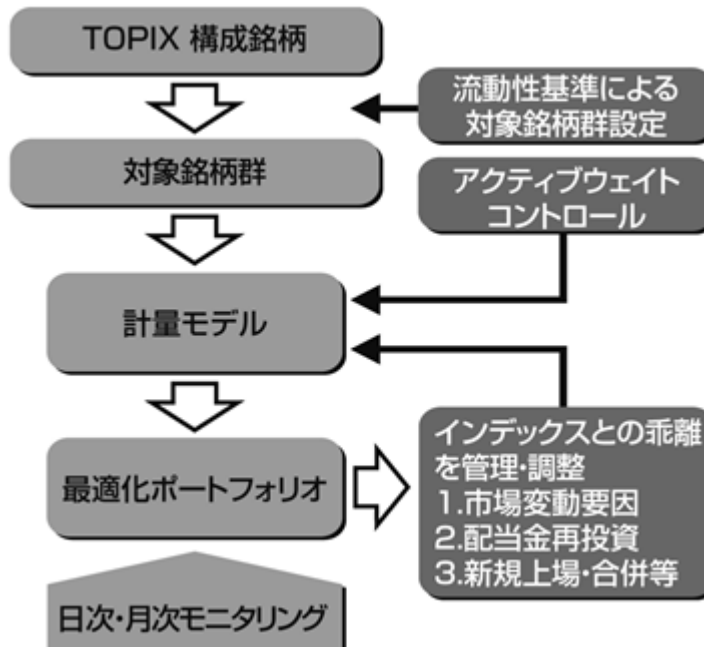 TOPIX 構成銘柄
流動性基準による
対象銘柄群設定
対象銘柄群
アクティブウェイト
コントロール
計量モデル
最適化ポートフォリオ
インデックスとの乖離
を管理・調整
1.市場変動要因
2.配当金再投資
3.新規上場・合併等
日次・月次モニタリング